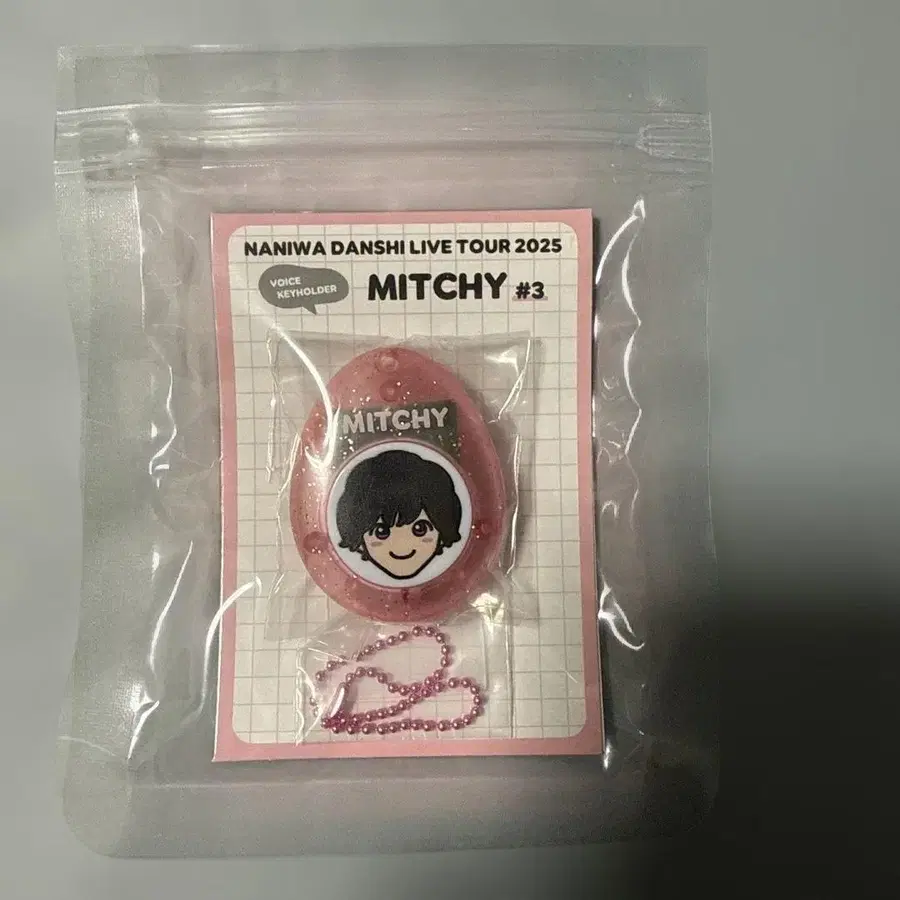 NANIWA DANSHI LIVE TOUR 2025
VOICE
KEYHOLDER
MITCHY #3
MITCHY